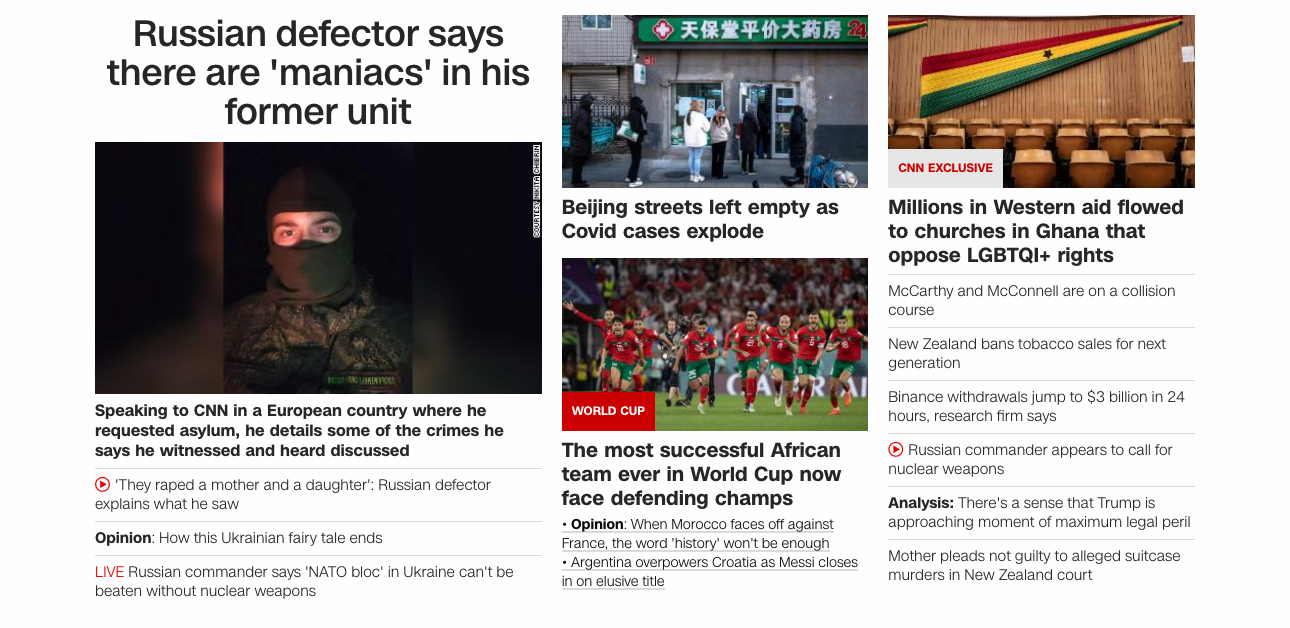 Russian defector says
there are 'maniacs' in his
former unit
COURTESY NIKITA CHIBRIN
Speaking to CNN in a European country where he
requested asylum, he details some of the crimes he
says he witnessed and heard discussed
'They raped a mother and a daughter': Russian defector
explains what he saw
Opinion: How this Ukrainian fairy tale ends
LIVE Russian commander says 'NATO bloc' in Ukraine can't be
beaten without nuclear weapons
天保堂平价大药房 24
Beijing streets left empty as
Covid cases explode
WORLD CUP
The most successful African
team ever in World Cup now
face defending champs
• Opinion: When Morocco faces off against
France, the word 'history' won't be enough
• Argentina overpowers Croatia as Messi closes
in on elusive title
CNN EXCLUSIVE
Millions in Western aid flowed
to churches in Ghana that
oppose LGBTQI+ rights
McCarthy and McConnell are on a collision
course
New Zealand bans tobacco sales for next
generation
Binance withdrawals jump to $3 billion in 24
hours, research firm says
Russian commander appears to call for
nuclear weapons
Analysis: There's a sense that Trump is
approaching moment of maximum legal peril
Mother pleads not guilty to alleged suitcase
murders in New Zealand court